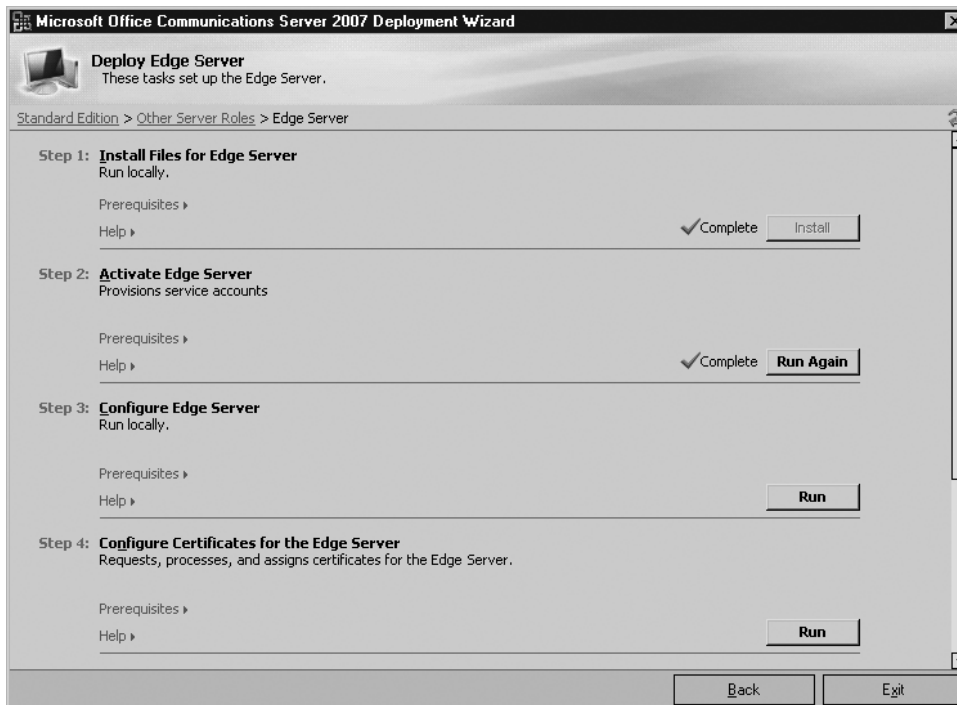 Microsoft Office Communications Server 2007 Deployment Wizard
Deploy Edge Server
These tasks set up the Edge Server.
Standard Edition > Other Server Roles > Edge Server
Step 1: Install Files for Edge Server
Run locally.
Prerequisites
Help
Complete Install
Step 2: Activate Edge Server
Provisions service accounts
Prerequisites
Help
Complete Run Again
Step 3: Configure Edge Server
Run locally.
Prerequisites
Help
Run
Step 4: Configure Certificates for the Edge Server
Requests, processes, and assigns certificates for the Edge Server.
Prerequisites
Help
Run
Back Exit